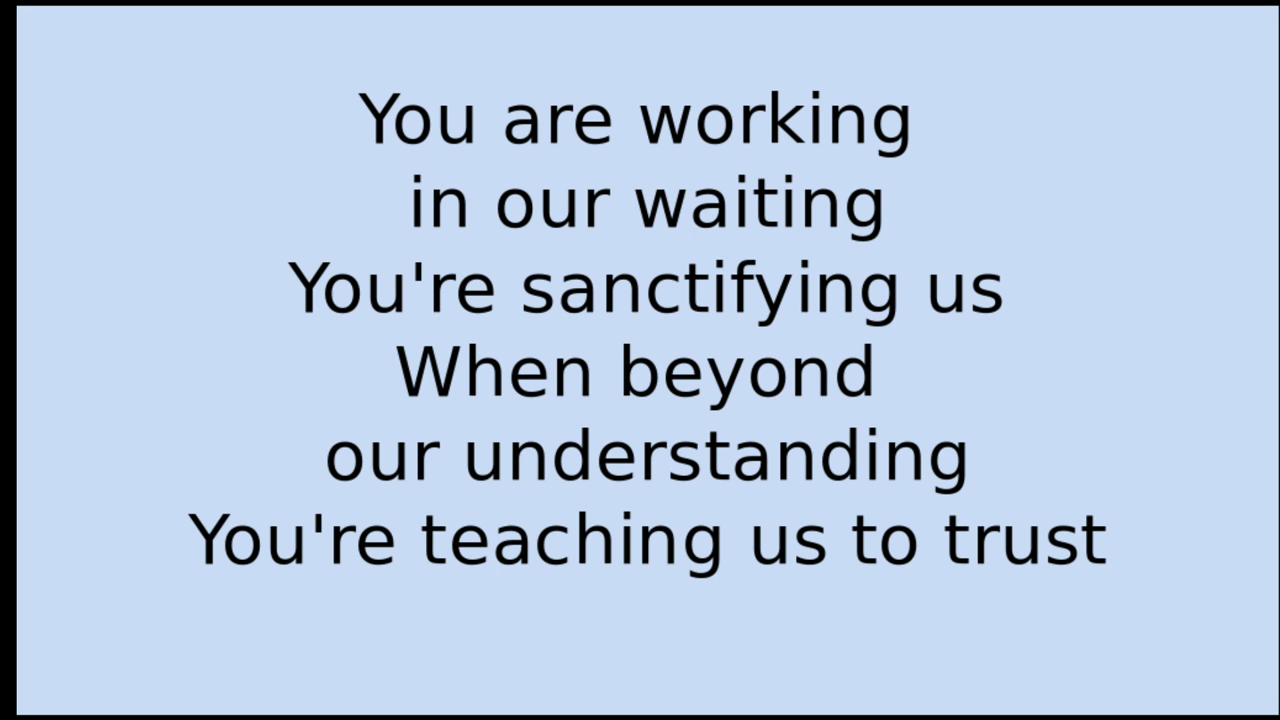 You are working
in our waiting
You're sanctifying us
When beyond
our understanding
You're teaching us to trust